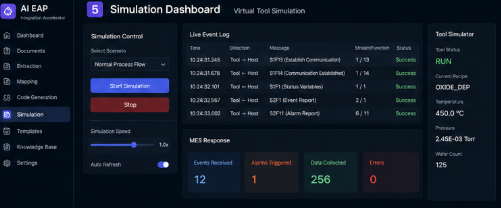 AI EAP
Integration Accelerator
Dashboard
Documents
Extraction
Mapping
Code Generation
Simulation
Templates
Knowledge Base
Settings
5 Simulation Dashboard Virtual Tool Simulation
Simulation Control
Select Scenario
Normal Process Flow
Start Simulation
Stop
Simulation Speed
1.0x
Auto Refresh
Live Event Log
Time Direction Message Stream/Function Status
10:24:31.245 Tool → Host S1F13 (Establish Communication) 1 / 13 Success
10:24:31.678 Tool → Host S1F14 (Communication Established) 1 / 14 Success
10:24:32.101 Tool → Host S1F1 (Status Variables) 1 / 1 Success
10:24:32.567 Tool → Host S2F1 (Event Report) 2 / 1 Success
10:24:33.002 Tool → Host S2F11 (Alarm Report) 6 / 11 Success
MES Response
Events Received
12
Alarms Triggered
1
Data Collected
256
Errors
0
Tool Simulator
Tool Status
RUN
Current Recipe
OXIDE_DEP
Temperature
450.0 °C
Pressure
2.45E-03 Torr
Wafer Count
125